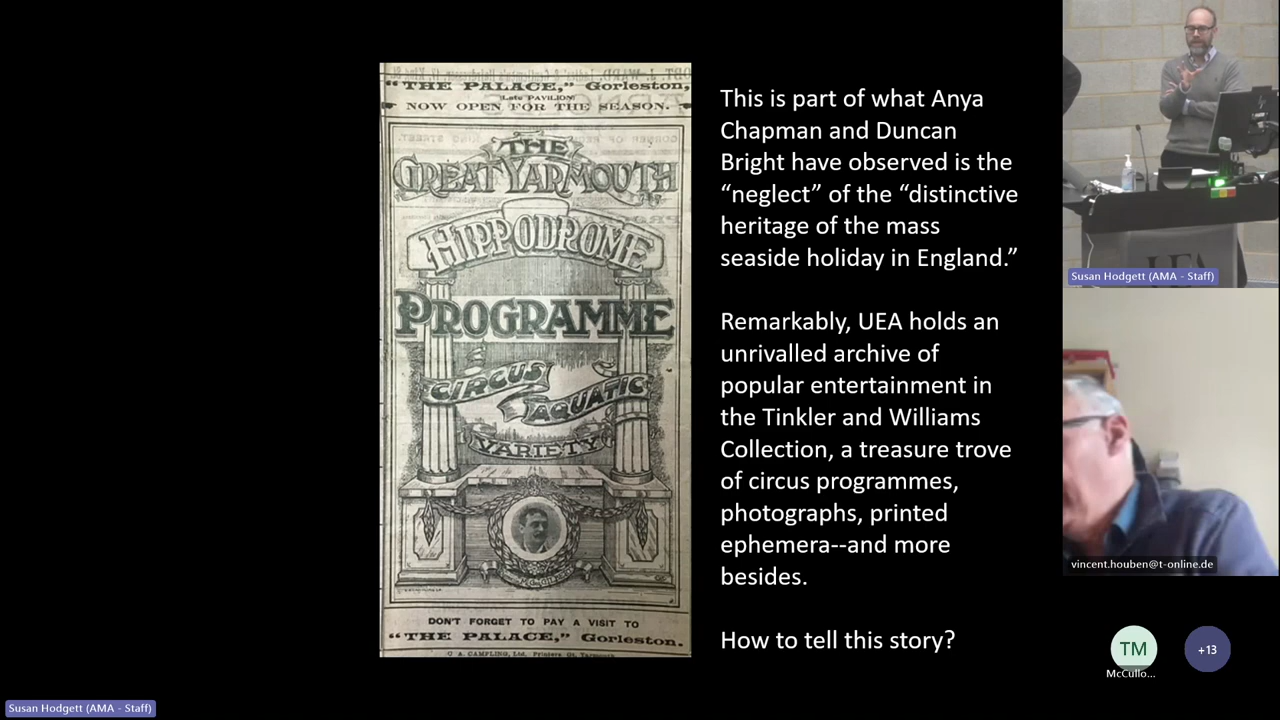 "THE PALACE," Gorleston,
(Late PAVILION)
NOW OPEN FOR THE SEASON.
THE
GREAT YARMOUTH
HIPPODROME
PROGRAMME
CIRCUS
AQUATIC
VARIETY
DON'T FORGET TO PAY A VISIT TO
"THE PALACE," Gorleston.
This is part of what Anya
Chapman and Duncan
Bright have observed is the
“neglect” of the “distinctive
heritage of the mass
seaside holiday in England.”
Remarkably, UEA holds an
unrivalled archive of
popular entertainment in
the Tinkler and Williams
Collection, a treasure trove
of circus programmes,
photographs, printed
ephemera--and more
besides.
How to tell this story?
UEA
Susan Hodgett (AMA - Staff)
vincent.houben@t-online.de
TM
McCullo...
+13
Susan Hodgett (AMA - Staff)